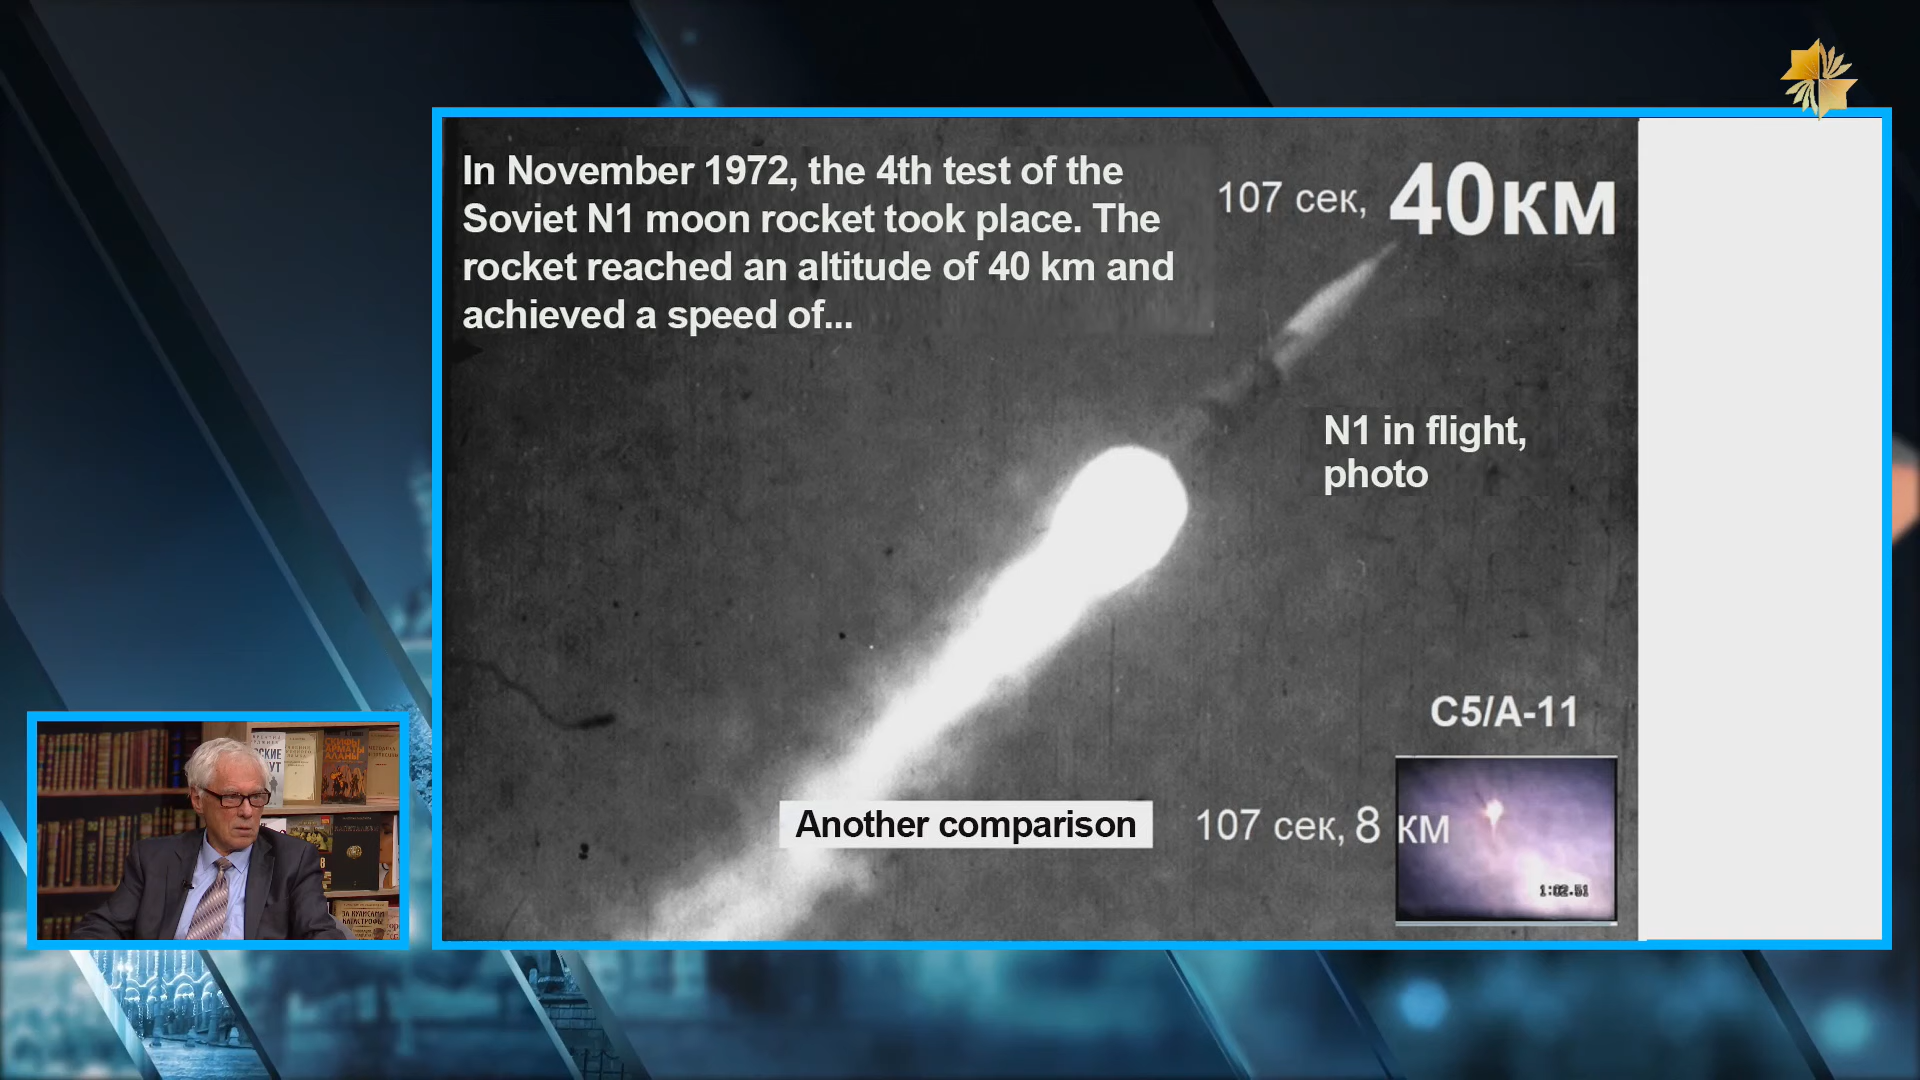 In November 1972, the 4th test of the
Soviet N1 moon rocket took place. The
rocket reached an altitude of 40 km and
achieved a speed of...
107 сек, 40км
N1 in flight,
photo
С5/А-11
Another comparison
107 сек, 8 км
1:02.51